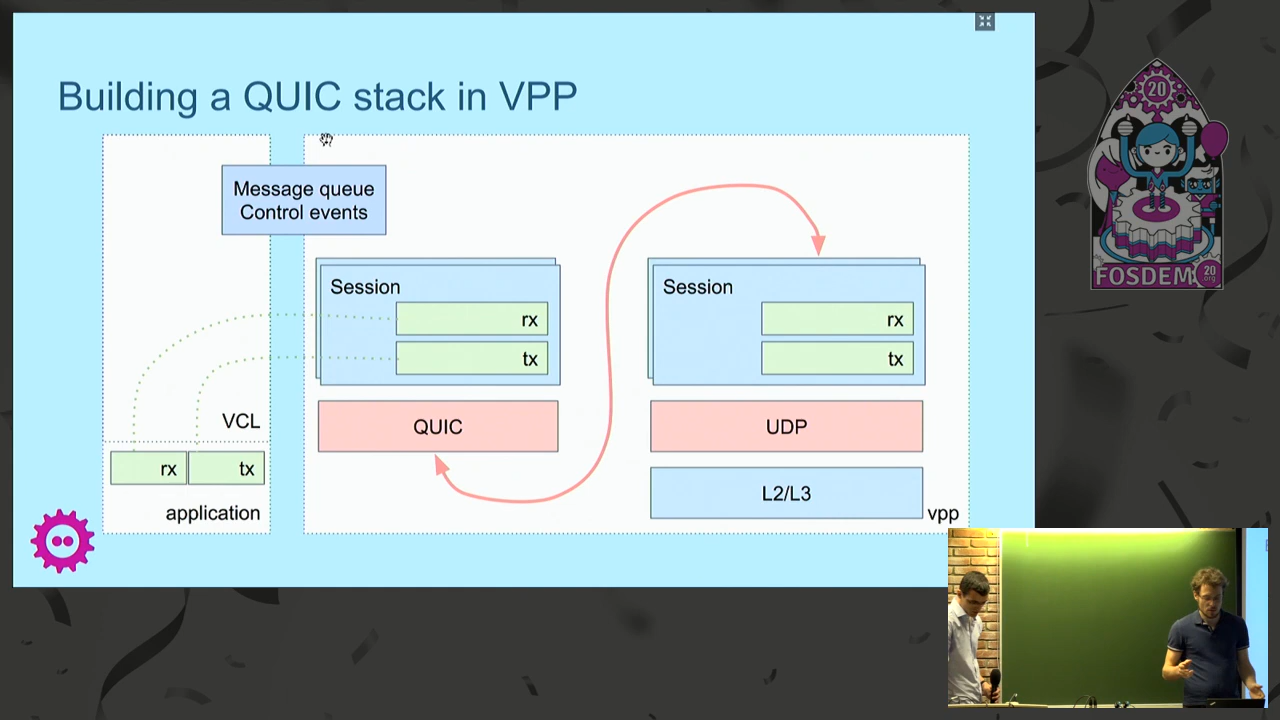 Building a QUIC stack in VPP
Message queue
Control events
Session
rx
tx
Session
rx
tx
VCL
QUIC
UDP
rx
tx
application
L2/L3
vpp
20
FOSDEM
20
.org